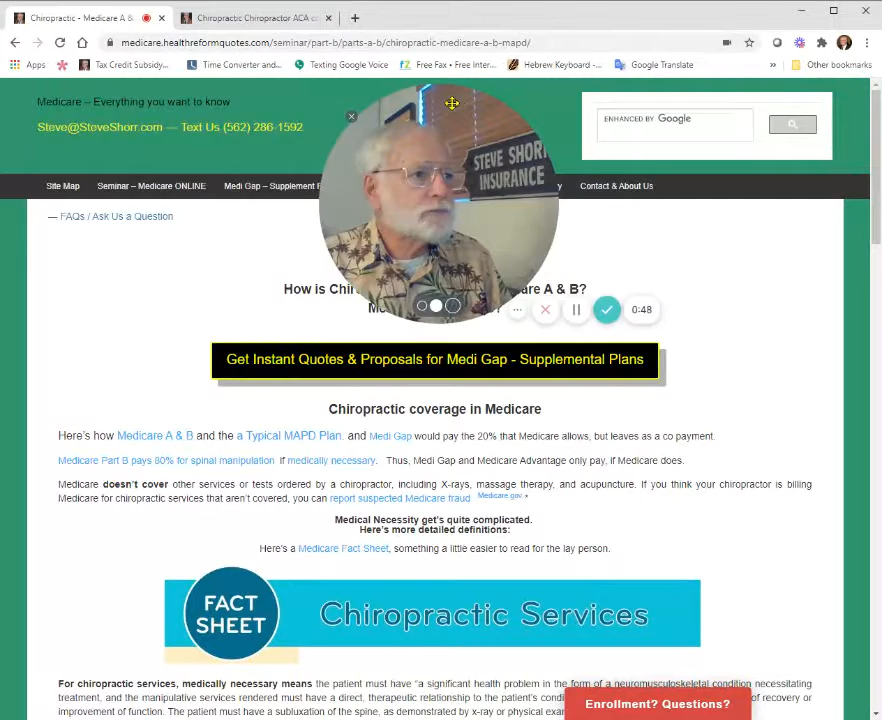 Chiropractic - Medicare A &
Chiropractic Chiropractor ACA c
medicare.healthreformquotes.com/seminar/part-b/parts-a-b/chiropractic-medicare-a-b-mapd/
Apps
Tax Credit Subsidy...
Time Converter and...
Texting Google Voice
Free Fax • Free Inter...
Hebrew Keyboard -...
Google Translate
»
Other bookmarks
Medicare – Everything you want to know
Steve@SteveShorr.com — Text Us (562) 286-1592
ENHANCED BY Google
STEVE SHOR
INSURANCE
Site Map
Seminar – Medicare ONLINE
Medi Gap – Supplement
Contact & About Us
— FAQs / Ask Us a Question
How is Chi
are A & B?
0:48
Get Instant Quotes & Proposals for Medi Gap - Supplemental Plans
Chiropractic coverage in Medicare
Here's how Medicare A & B and the a Typical MAPD Plan. and Medi Gap would pay the 20% that Medicare allows, but leaves as a co payment.
Medicare Part B pays 80% for spinal manipulation if medically necessary. Thus, Medi Gap and Medicare Advantage only pay, if Medicare does.
Medicare doesn't cover other services or tests ordered by a chiropractor, including X-rays, massage therapy, and acupuncture. If you think your chiropractor is billing
Medicare for chiropractic services that aren't covered, you can report suspected Medicare fraud Medicare.gov *
Medical Necessity get's quite complicated.
Here's more detailed definitions:
Here's a Medicare Fact Sheet, something a little easier to read for the lay person.
FACT
SHEET
Chiropractic Services
For chiropractic services, medically necessary means the patient must have "a significant health problem in the form of a neuromusculoskeletal condition necessitating
treatment, and the manipulative services rendered must have a direct, therapeutic relationship to the patient's condi
of recovery or
improvement of function. The patient must have a subluxation of the spine, as demonstrated by x-ray or physical exa
Enrollment? Questions?